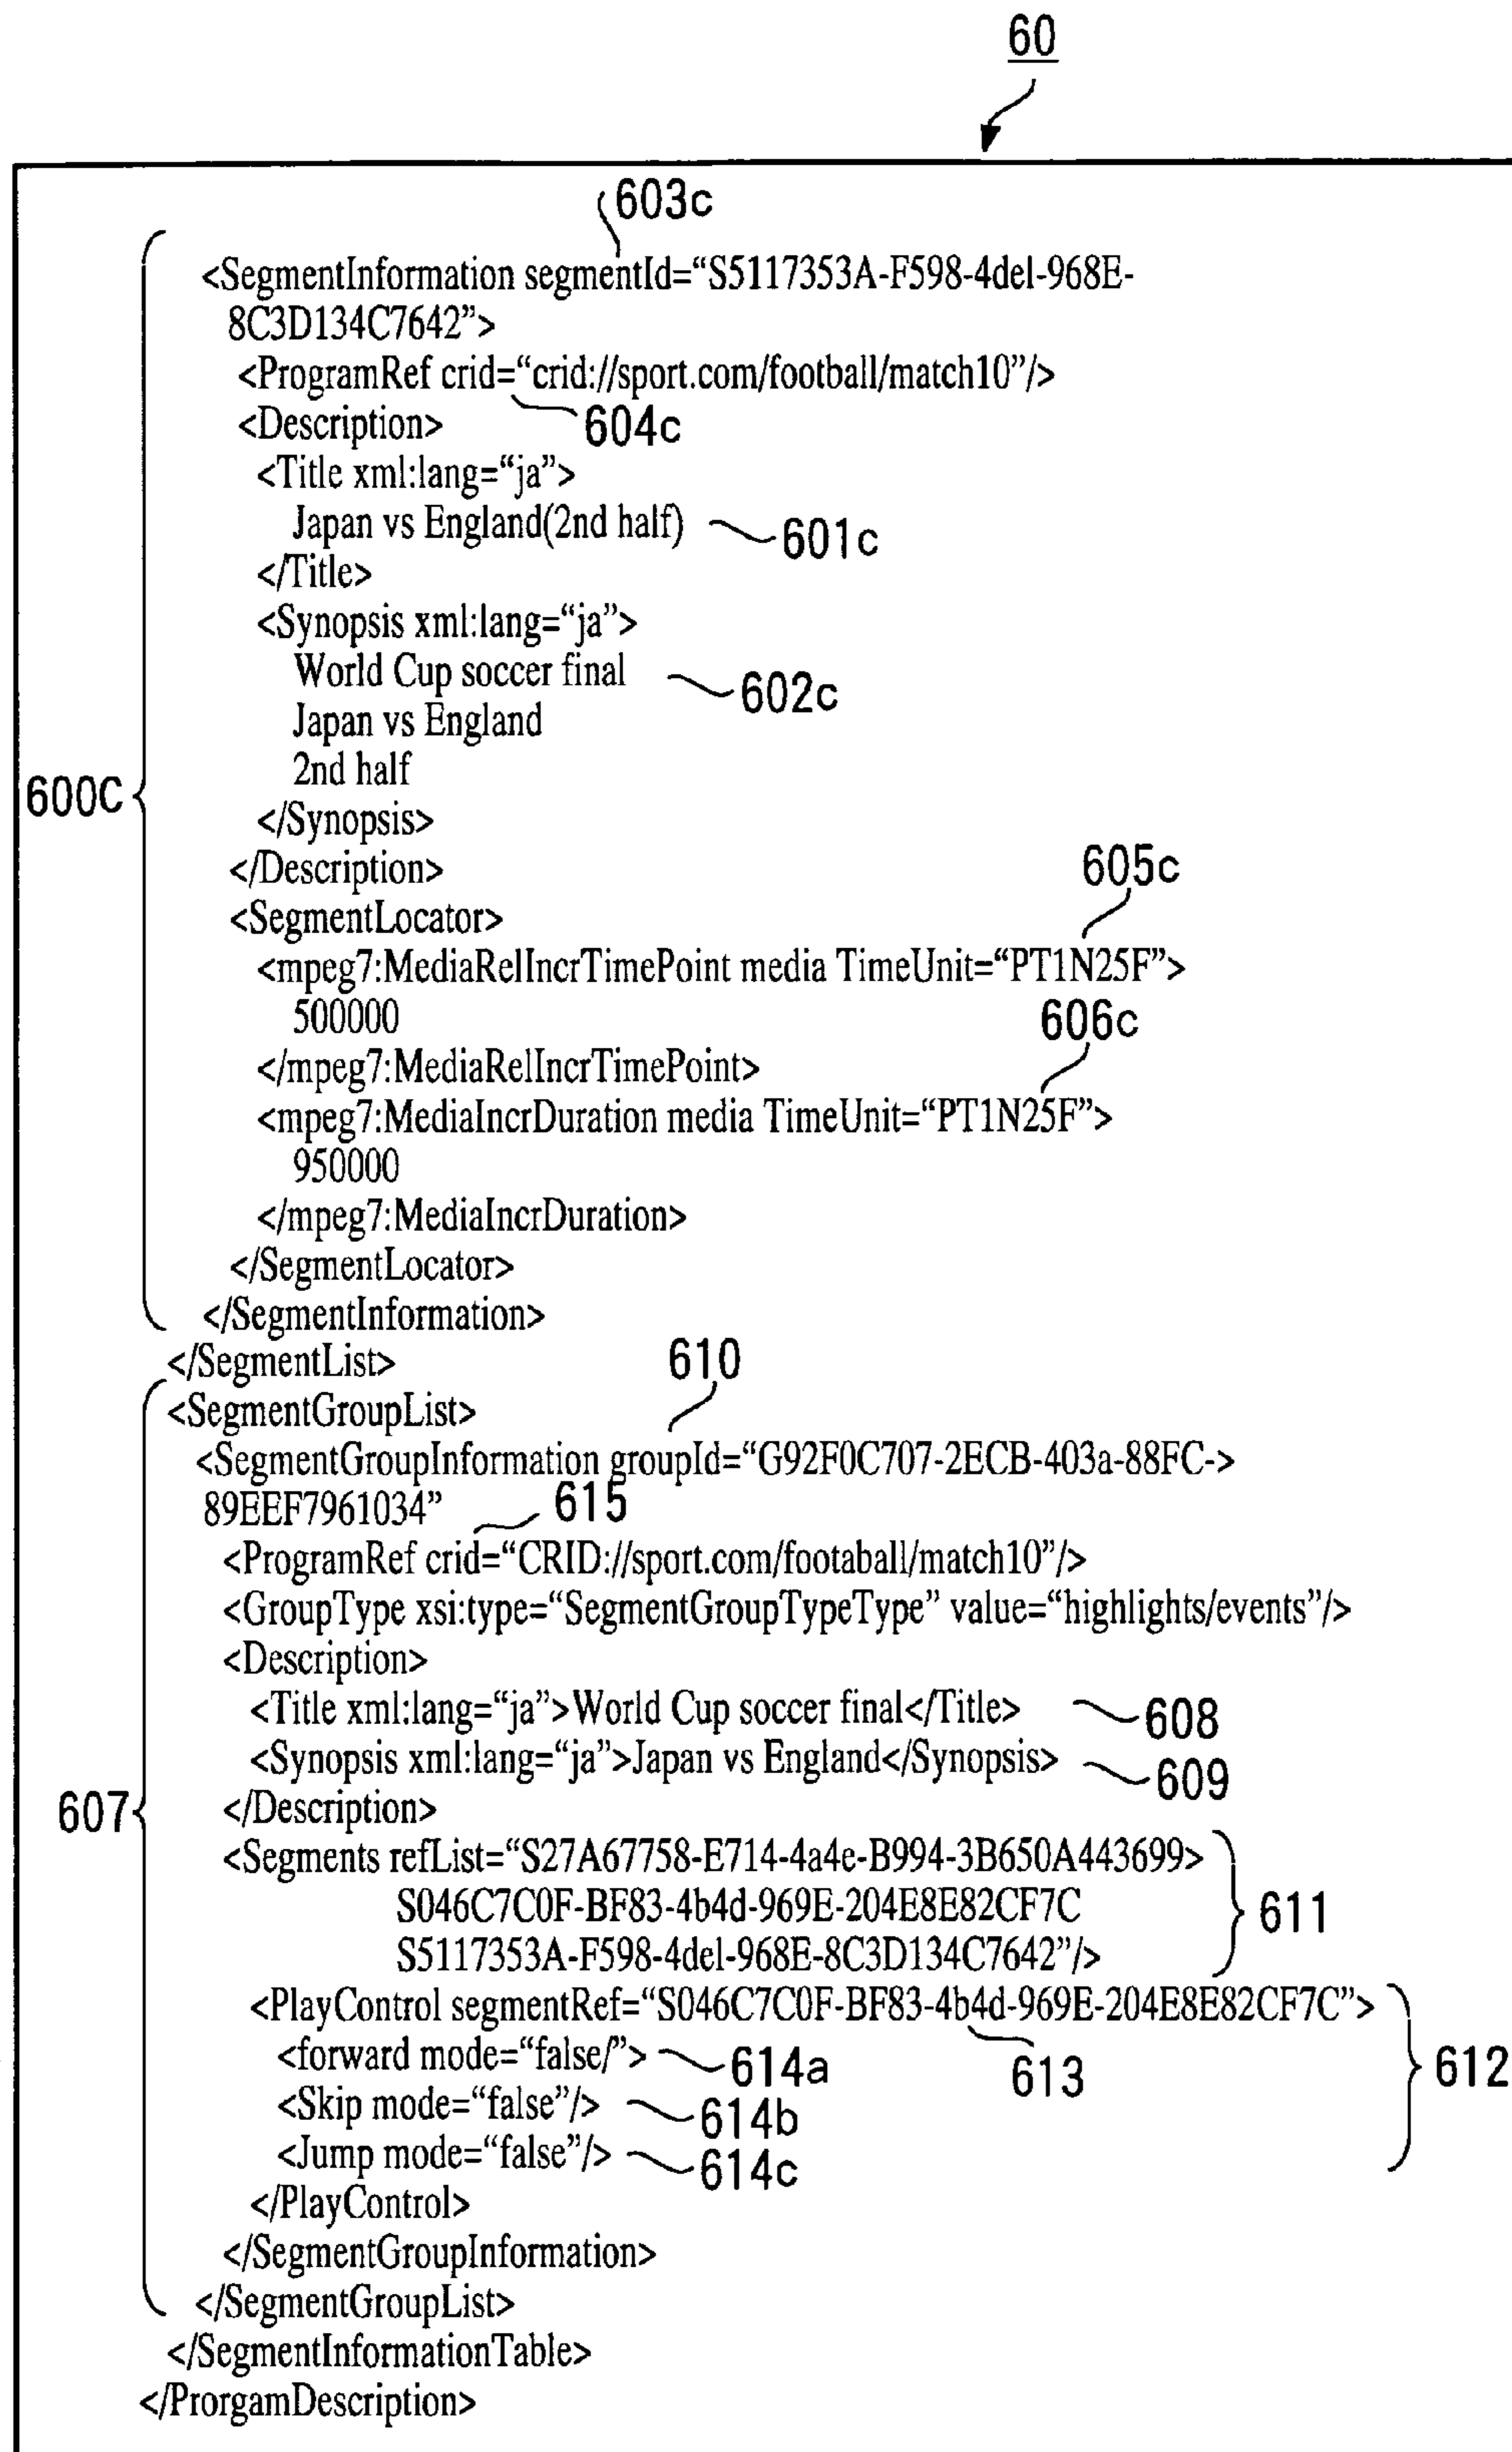 60
603c
<SegmentInformation segmentId=“S5117353A-F598-4del-968E-
8C3D134C7642”>
<ProgramRef crid=“crid://sport.com/football/match10”/>
<Description> 604c
<Title xml:lang=“ja”>
Japan vs England(2nd half) 601c
</Title>
<Synopsis xml:lang=“ja”>
World Cup soccer final 602c
Japan vs England
2nd half
600C
</Synopsis>
</Description> 605c
<SegmentLocator>
<mpeg7:MediaRelIncrTimePoint media TimeUnit=“PT1N25F”>
500000 606c
</mpeg7:MediaRelIncrTimePoint>
<mpeg7:MediaIncrDuration media TimeUnit=“PT1N25F”>
950000
</mpeg7:MediaIncrDuration>
</SegmentLocator>
</SegmentInformation>
</SegmentList> 610
<SegmentGroupList>
<SegmentGroupInformation groupId=“G92F0C707-2ECB-403a-88FC->
89EEF7961034” 615
<ProgramRef crid=“CRID://sport.com/footaball/match10”/>
<GroupType xsi:type=“SegmentGroupTypeType” value=“highlights/events”/>
<Description>
<Title xml:lang=“ja”>World Cup soccer final</Title> 608
<Synopsis xml:lang=“ja”>Japan vs England</Synopsis> 609
607 </Description>
<Segments refList=“S27A67758-E714-4a4e-B994-3B650A443699>
S046C7C0F-BF83-4b4d-969E-204E8E82CF7C 611
S5117353A-F598-4del-968E-8C3D134C7642”/>
<PlayControl segmentRef=“S046C7C0F-BF83-4b4d-969E-204E8E82CF7C”>
<forward mode=“false/”> 614a 613 612
<Skip mode=“false”/> 614b
<Jump mode=“false”/> 614c
</PlayControl>
</SegmentGroupInformation>
</SegmentGroupList>
</SegmentInformationTable>
</ProrgamDescription>